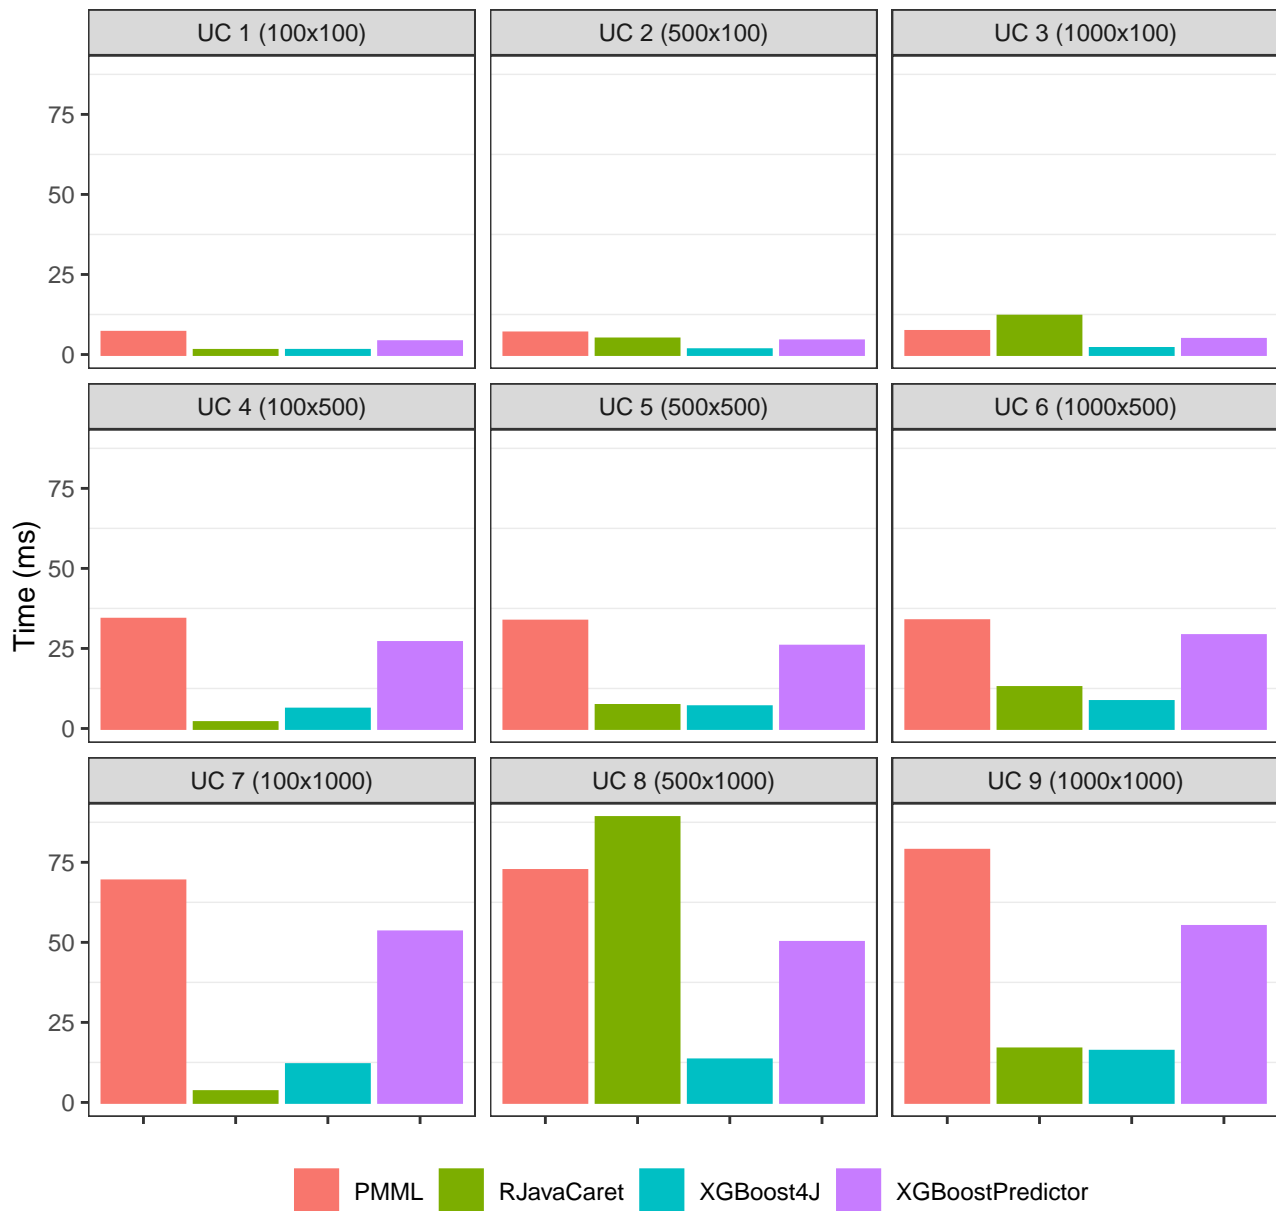 UC 1 (100x100)
UC 2 (500x100)
UC 3 (1000x100)
75
50
25
0
UC 4 (100x500)
UC 5 (500x500)
UC 6 (1000x500)
75
50
25
0
Time (ms)
UC 7 (100x1000)
UC 8 (500x1000)
UC 9 (1000x1000)
75
50
25
0
PMML
RJavaCaret
XGBoost4J
XGBoostPredictor